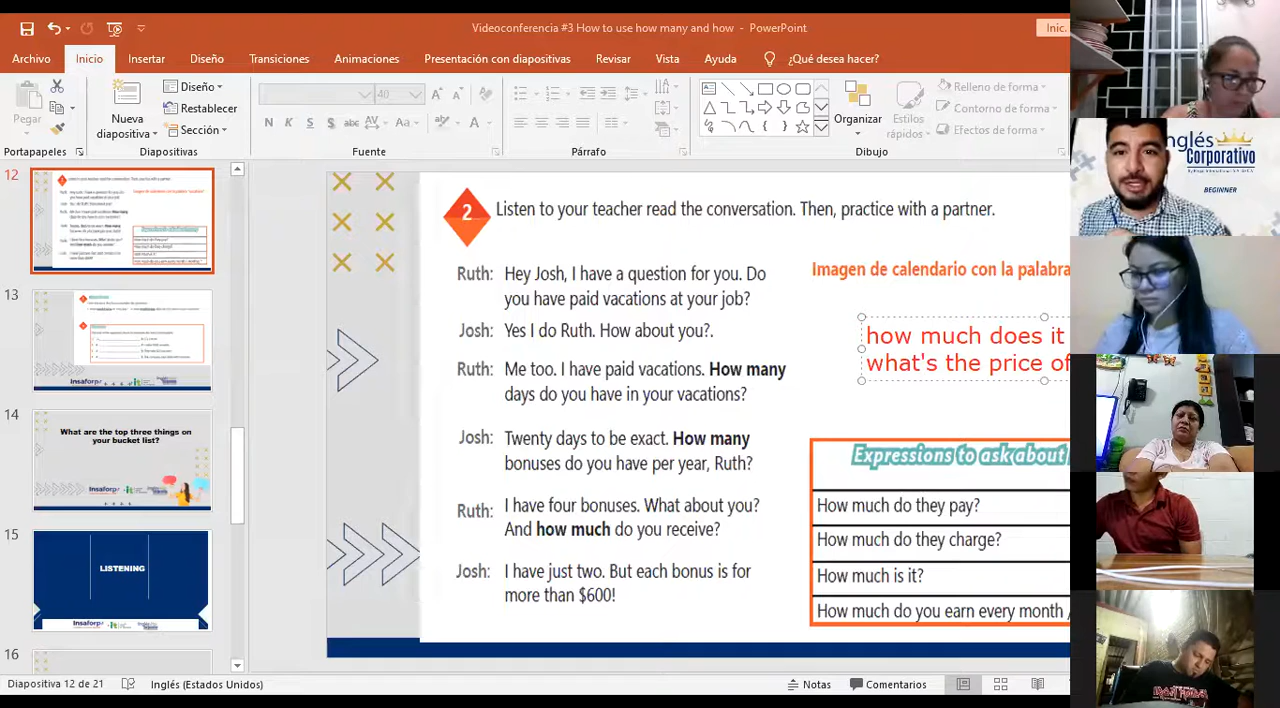 Videoconferencia #3 How to use how many and how - PowerPoint
Inic.
Archivo Inicio Insertar Diseño Transiciones Animaciones Presentación con diapositivas Revisar Vista Ayuda ¿Qué desea hacer?
Pegar
Nueva diapositiva
Diseño
Restablecer
Sección
40
N K S S abc AV Aa A
Organizar
Estilos rápidos
Relleno de forma
Contorno de forma
Efectos de forma
Portapapeles Diapositivas Fuente Párrafo Dibujo
12
13
14
What are the top three things on
your bucket list?
Insaforp
15
LISTENING
Insaforp
16
2
Listen to your teacher read the conversation. Then, practice with a partner.
Ruth: Hey Josh, I have a question for you. Do
you have paid vacations at your job?
Josh: Yes I do Ruth. How about you?.
Ruth: Me too. I have paid vacations. How many
days do you have in your vacations?
Josh: Twenty days to be exact. How many
bonuses do you have per year, Ruth?
Ruth: I have four bonuses. What about you?
And how much do you receive?
Josh: I have just two. But each bonus is for
more than $600!
Imagen de calendario con la palabra
how much does it
what's the price of
Expressions to ask about
How much do they pay?
How much do they charge?
How much is it?
How much do you earn every month
Inglés
Corporativo
BEGINNER
Diapositiva 12 de 21 Inglés (Estados Unidos) Notas Comentarios